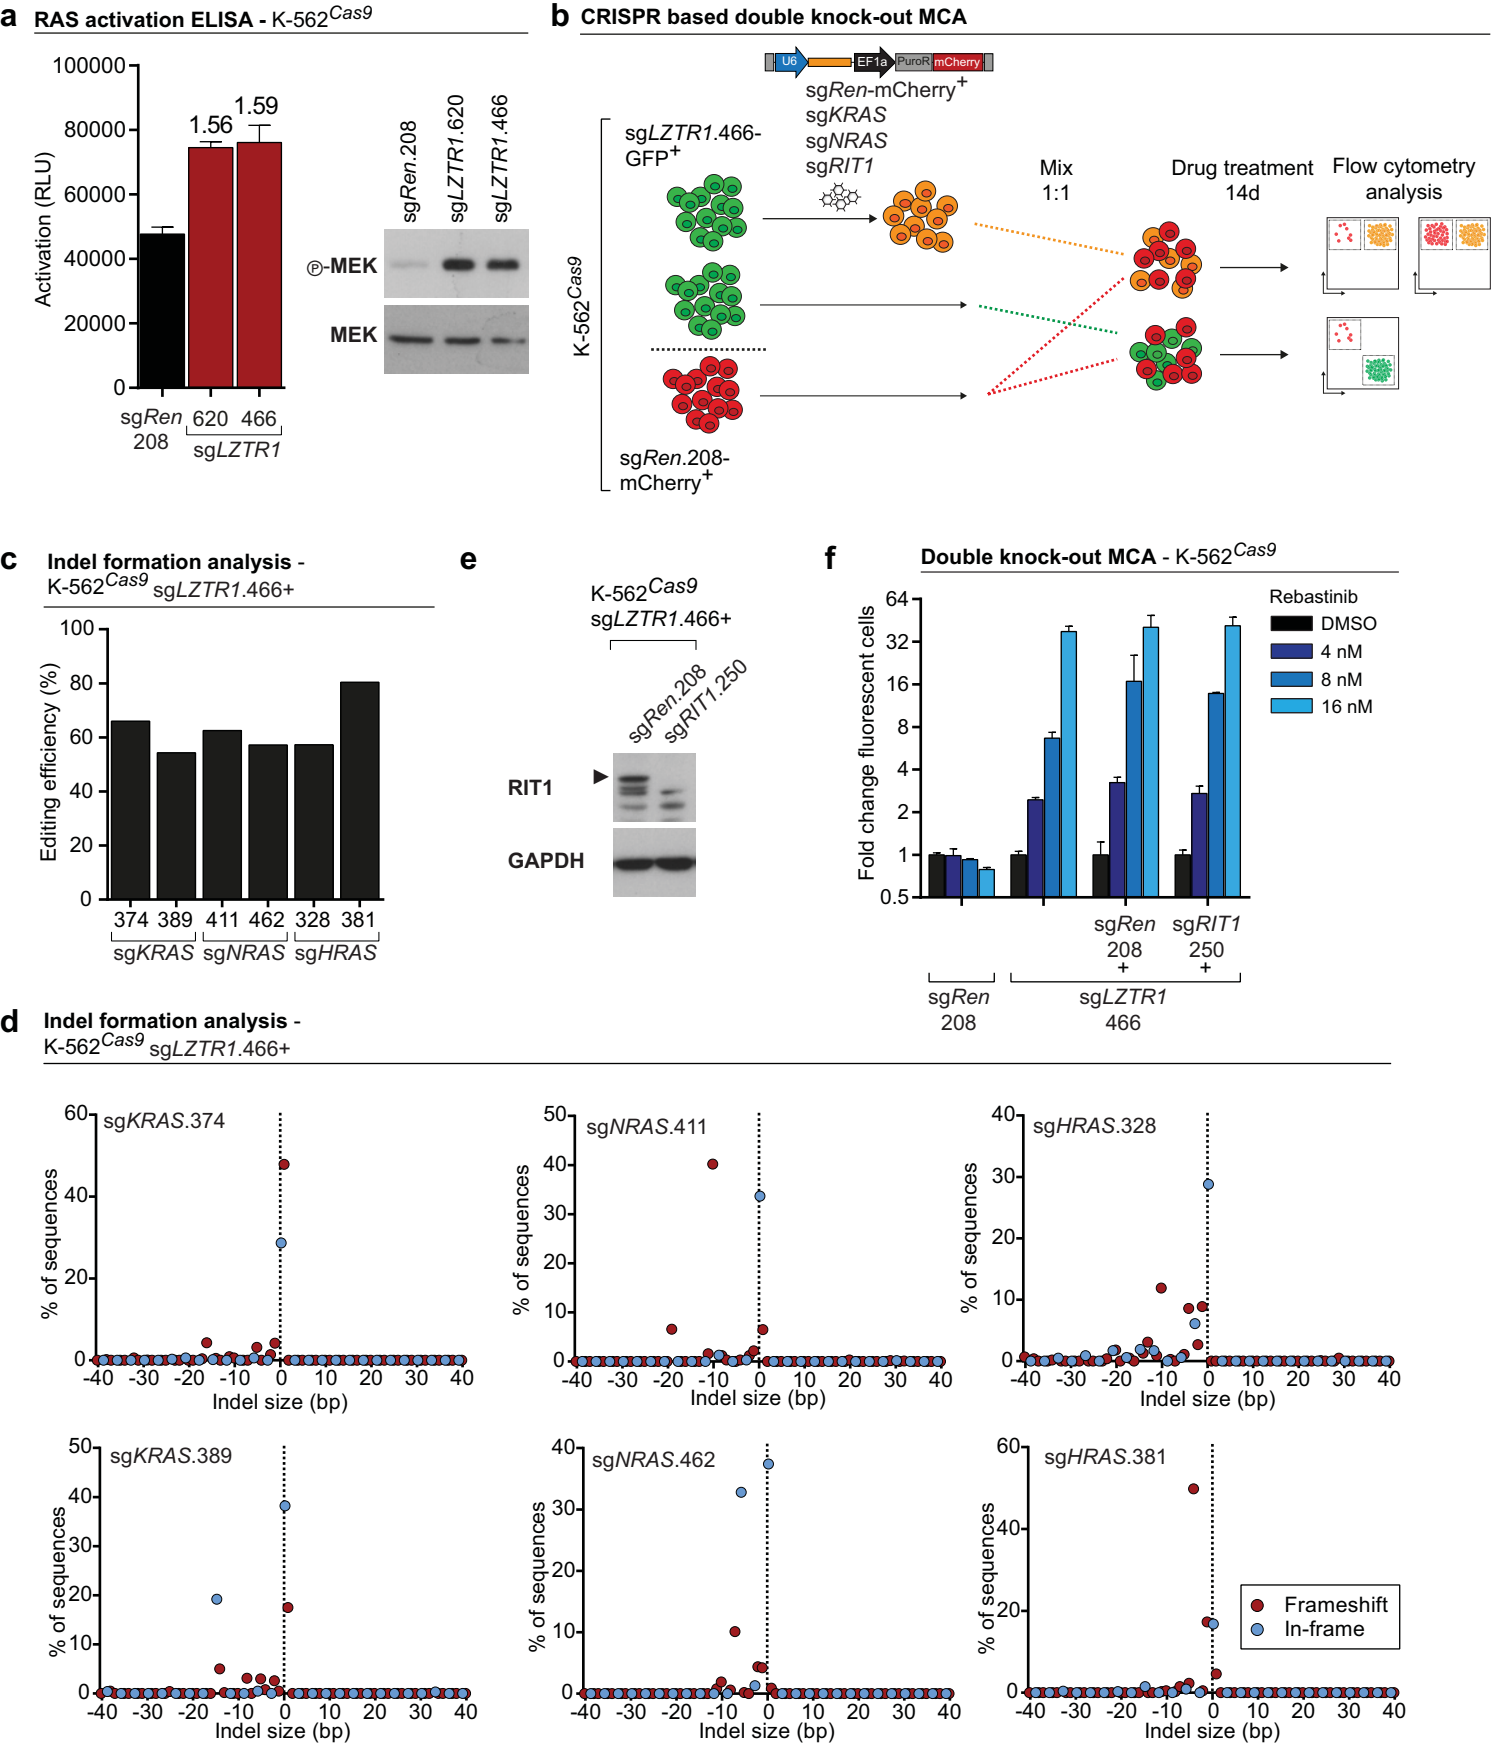 a RAS activation ELISA - K-562Cas9
100000
80000
60000
40000
20000
0
Activation (RLU)
1.56
1.59
sgRen
208
620 466
sgLZTR1
sgRen.208
sgLZTR1.620
sgLZTR1.466
Ⓟ-MEK
MEK
b CRISPR based double knock-out MCA
U6 EF1a PuroR mCherry
sgRen-mCherry+
sgKRAS
sgNRAS
sgRIT1
sgLZTR1.466-
GFP+
K-562Cas9
sgRen.208-
mCherry+
Mix
1:1
Drug treatment
14d
Flow cytometry
analysis
c Indel formation analysis -
K-562Cas9 sgLZTR1.466+
100
80
60
40
20
0
Editing efficiency (%)
374 389 411 462 328 381
sgKRAS sgNRAS sgHRAS
e
K-562Cas9
sgLZTR1.466+
sgRen.208
sgRIT1.250
RIT1
GAPDH
f Double knock-out MCA - K-562Cas9
64
32
16
8
4
2
1
0.5
Fold change fluorescent cells
Rebastinib
DMSO
4 nM
8 nM
16 nM
sgRen sgRIT1
208 250
+ +
sgRen sgLZTR1
208 466
d Indel formation analysis -
K-562Cas9 sgLZTR1.466+
sgKRAS.374
60
40
20
0
% of sequences
-40 -30 -20 -10 0 10 20 30 40
Indel size (bp)
sgNRAS.411
50
40
30
20
10
0
% of sequences
-40 -30 -20 -10 0 10 20 30 40
Indel size (bp)
sgHRAS.328
40
30
20
10
0
% of sequences
-40 -30 -20 -10 0 10 20 30 40
Indel size (bp)
sgKRAS.389
50
40
30
20
10
0
% of sequences
-40 -30 -20 -10 0 10 20 30 40
Indel size (bp)
sgNRAS.462
40
30
20
10
0
% of sequences
-40 -30 -20 -10 0 10 20 30 40
Indel size (bp)
sgHRAS.381
60
40
20
0
% of sequences
-40 -30 -20 -10 0 10 20 30 40
Indel size (bp)
Frameshift
In-frame